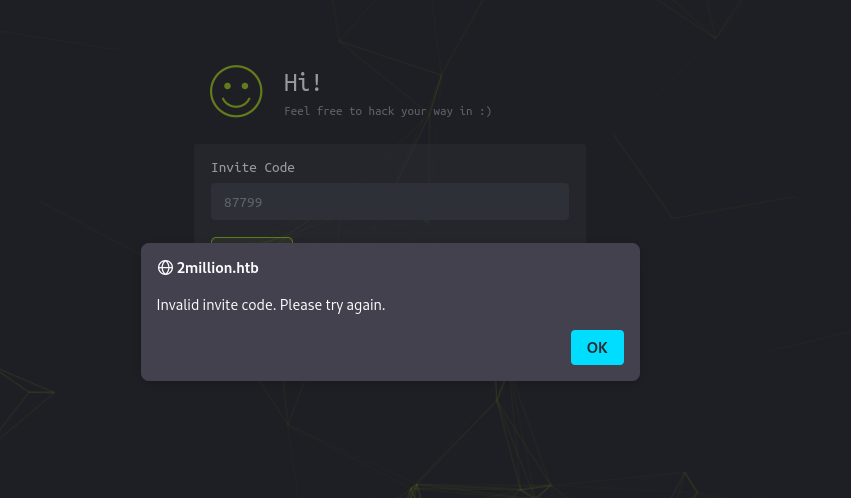 Hi!
Feel free to hack your way in :)
Invite Code
87799
2million.htb
Invalid invite code. Please try again.
OK